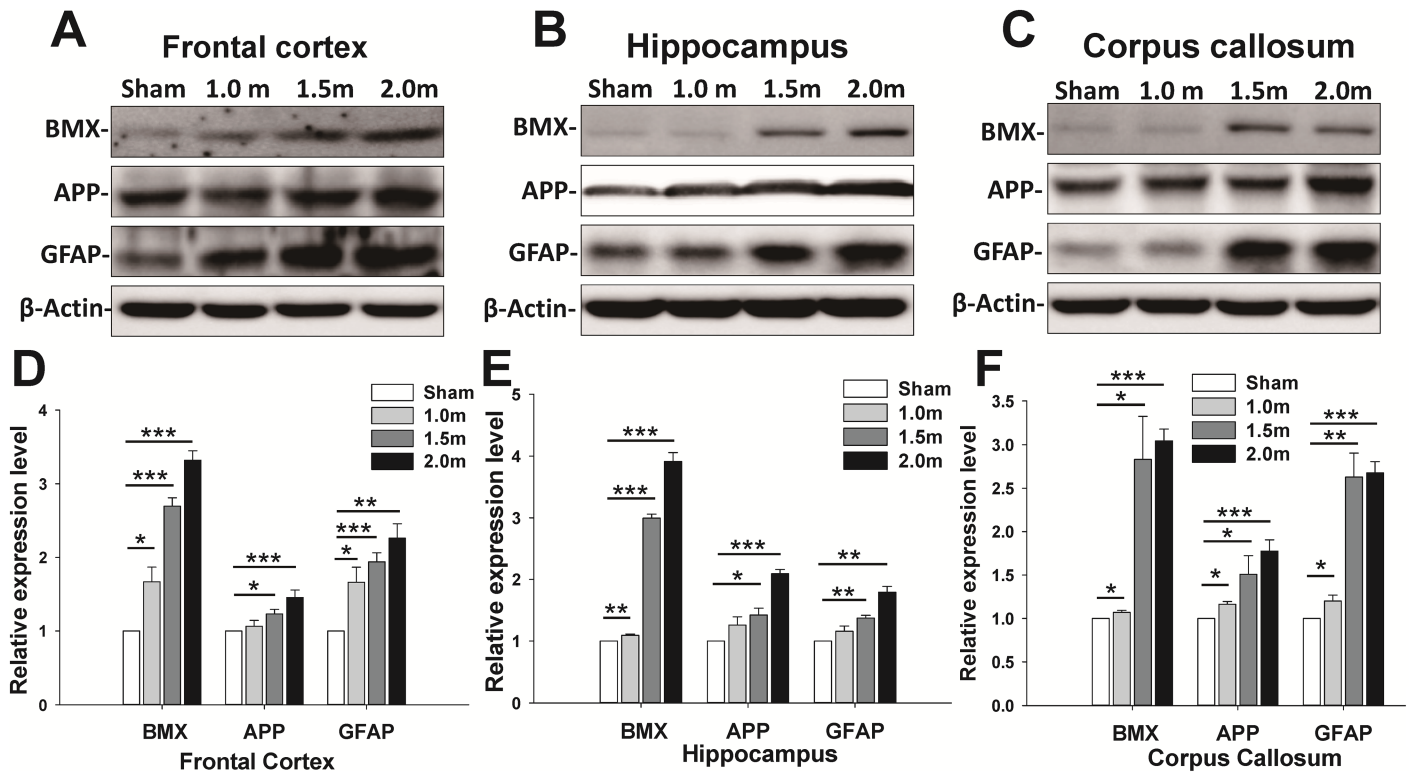 A
Frontal cortex
Sham 1.0 m 1.5m 2.0m
BMX-
APP-
GFAP-
β-Actin-
B
Hippocampus
Sham 1.0 m 1.5m 2.0m
BMX-
APP-
GFAP-
β-Actin-
C
Corpus callosum
Sham 1.0 m 1.5m 2.0m
BMX-
APP-
GFAP-
β-Actin-
D
Relative expression level
4
3
2
1
0
Sham
1.0m
1.5m
2.0m
***
***
*
***
*
**
***
*
BMX APP GFAP
Frontal Cortex
E
Relative expression level
5
4
3
2
1
0
Sham
1.0m
1.5m
2.0m
***
***
**
***
*
**
**
BMX APP GFAP
Hippocampus
F
Relative expression level
3.5
3.0
2.5
2.0
1.5
1.0
0.5
0.0
Sham
1.0m
1.5m
2.0m
***
*
*
***
*
*
***
**
*
BMX APP GFAP
Corpus Callosum